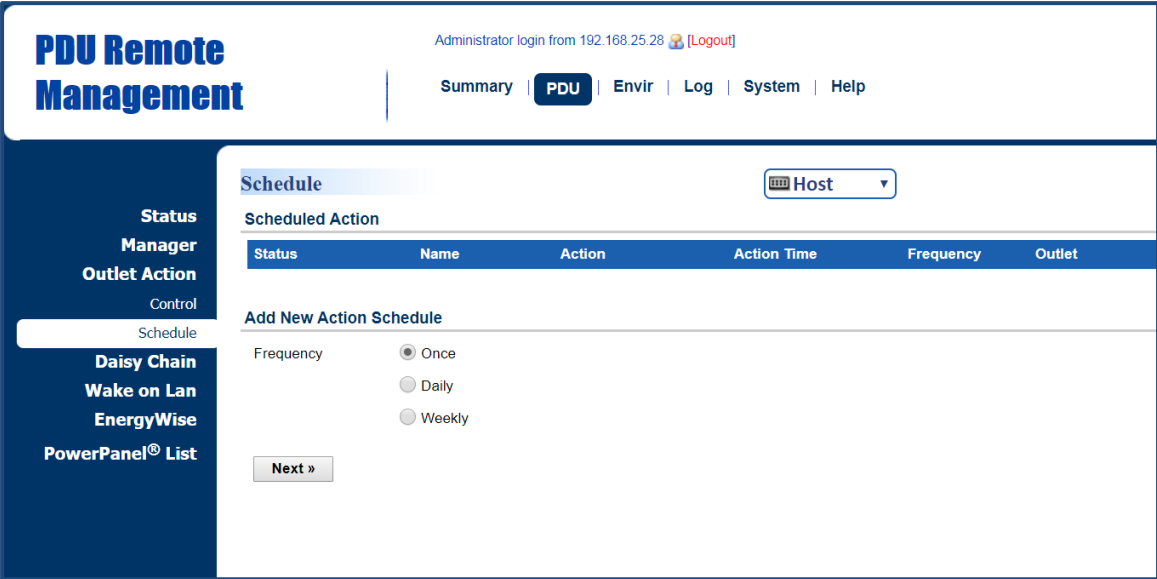 PDU Remote
Management
Administrator login from 192.168.25.28 [Logout]
Summary | PDU | Envir | Log | System | Help
Status
Manager
Outlet Action
Control
Schedule
Daisy Chain
Wake on Lan
EnergyWise
PowerPanel® List
Schedule
Host
Scheduled Action
Status Name Action Action Time Frequency Outlet
Add New Action Schedule
Frequency Once
Daily
Weekly
Next »